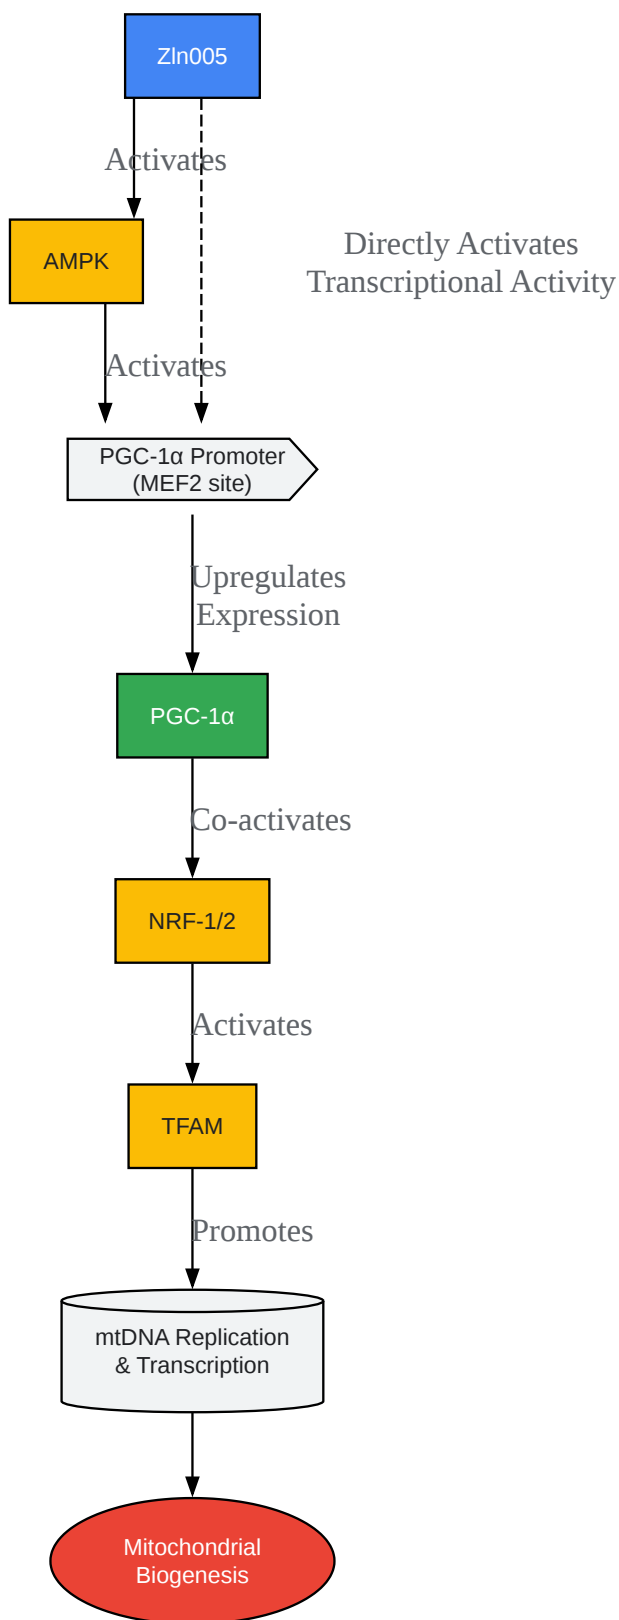 Zln005
Activates
AMPK
Directly Activates
Transcriptional Activity
Activates
PGC-1α Promoter
(MEF2 site)
Upregulates
Expression
PGC-1α
Co-activates
NRF-1/2
Activates
TFAM
Promotes
mtDNA Replication
& Transcription
Mitochondrial
Biogenesis